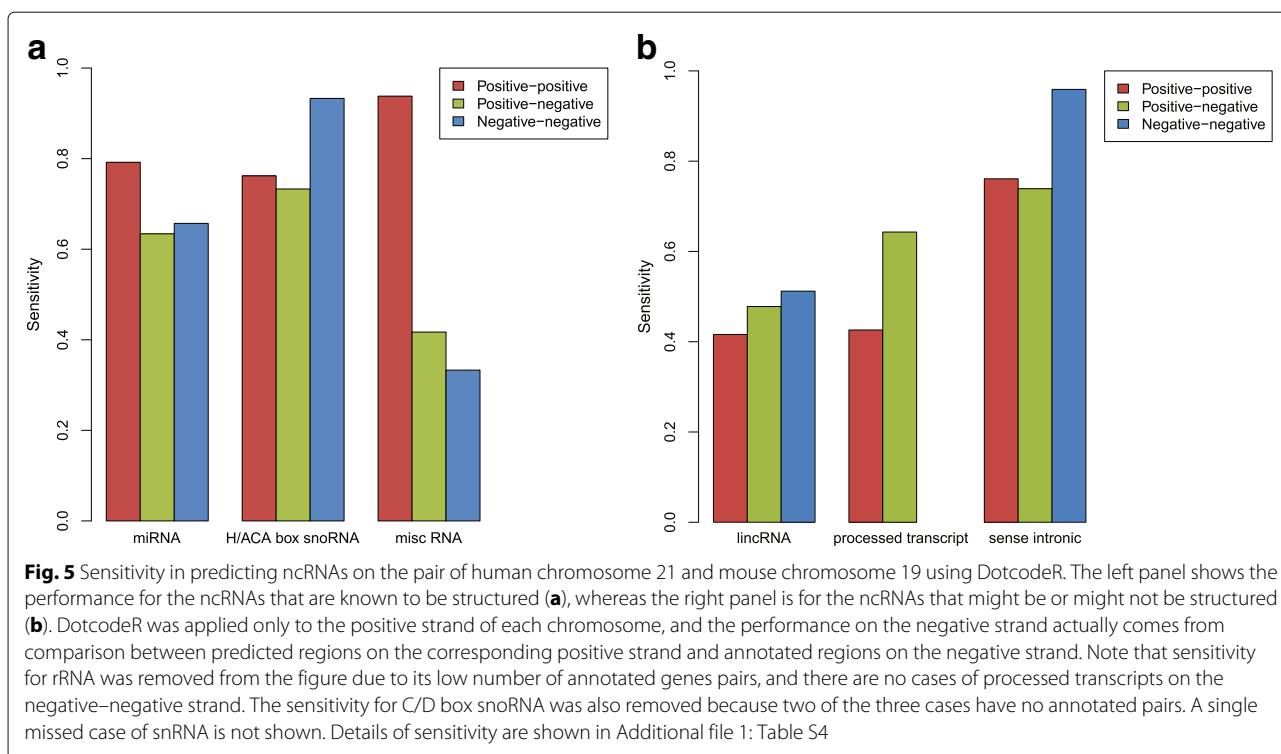 a
Sensitivity
0.0
0.2
0.4
0.6
0.8
1.0
Positive−positive
Positive−negative
Negative−negative
miRNA
H/ACA box snoRNA
misc RNA
b
Sensitivity
0.0
0.2
0.4
0.6
0.8
1.0
Positive−positive
Positive−negative
Negative−negative
lincRNA
processed transcript
sense intronic
Fig. 5 Sensitivity in predicting ncRNAs on the pair of human chromosome 21 and mouse chromosome 19 using DotcodeR. The left panel shows the
performance for the ncRNAs that are known to be structured (a), whereas the right panel is for the ncRNAs that might be or might not be structured
(b). DotcodeR was applied only to the positive strand of each chromosome, and the performance on the negative strand actually comes from
comparison between predicted regions on the corresponding positive strand and annotated regions on the negative strand. Note that sensitivity
for rRNA was removed from the figure due to its low number of annotated genes pairs, and there are no cases of processed transcripts on the
negative–negative strand. The sensitivity for C/D box snoRNA was also removed because two of the three cases have no annotated pairs. A single
missed case of snRNA is not shown. Details of sensitivity are shown in Additional file 1: Table S4